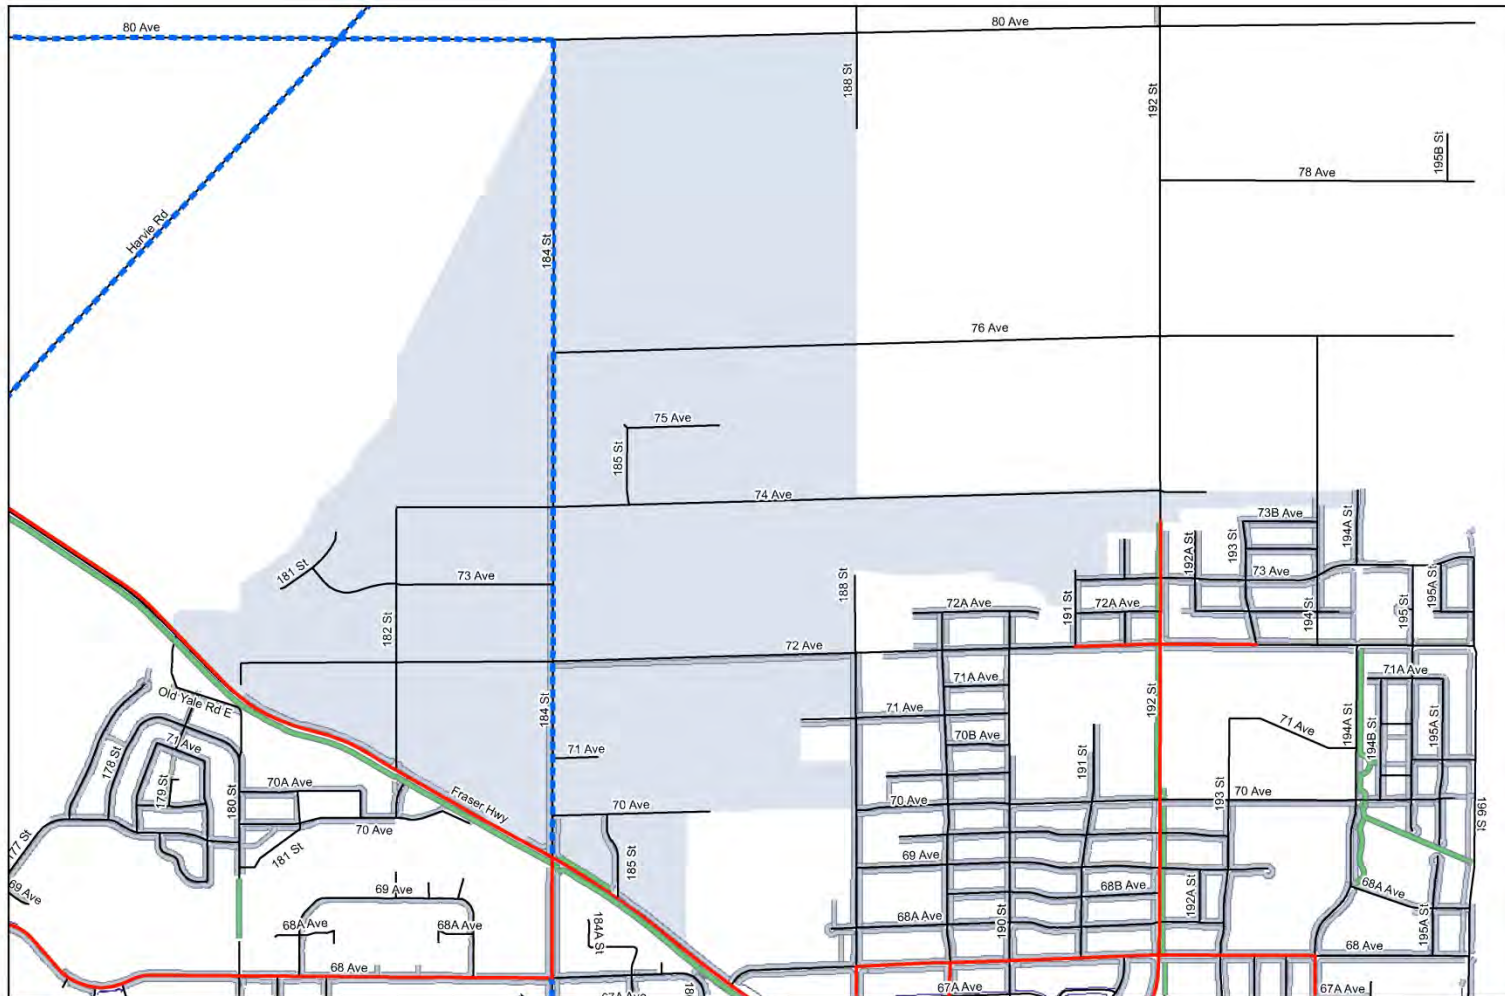 80 Ave
80 Ave
188 St
192 St
195B St
78 Ave
Harvie Rd
184 St
76 Ave
75 Ave
185 St
74 Ave
73B Ave
194A St
193 St
192A St
181 St
73 Ave
73 Ave
188 St
195A St
182 St
191 St
72A Ave
72A Ave
194 St
195 St
72 Ave
71A Ave
71A Ave
Old Yale Rd E
184 St
192 St
71 Ave
71 Ave
194A St
194B St
195A St
71 Ave
70B Ave
71 Ave
178 St
179 St
180 St
70A Ave
191 St
193 St
Fraser Hwy
70 Ave
70 Ave
70 Ave
70 Ave
196 St
177 St
181 St
185 St
69 Ave
69 Ave
69 Ave
68B Ave
192A St
68A Ave
68A Ave
68A Ave
184A St
68A Ave
190 St
195A St
68 Ave
68 Ave
67A Ave
67A Ave
67A Ave